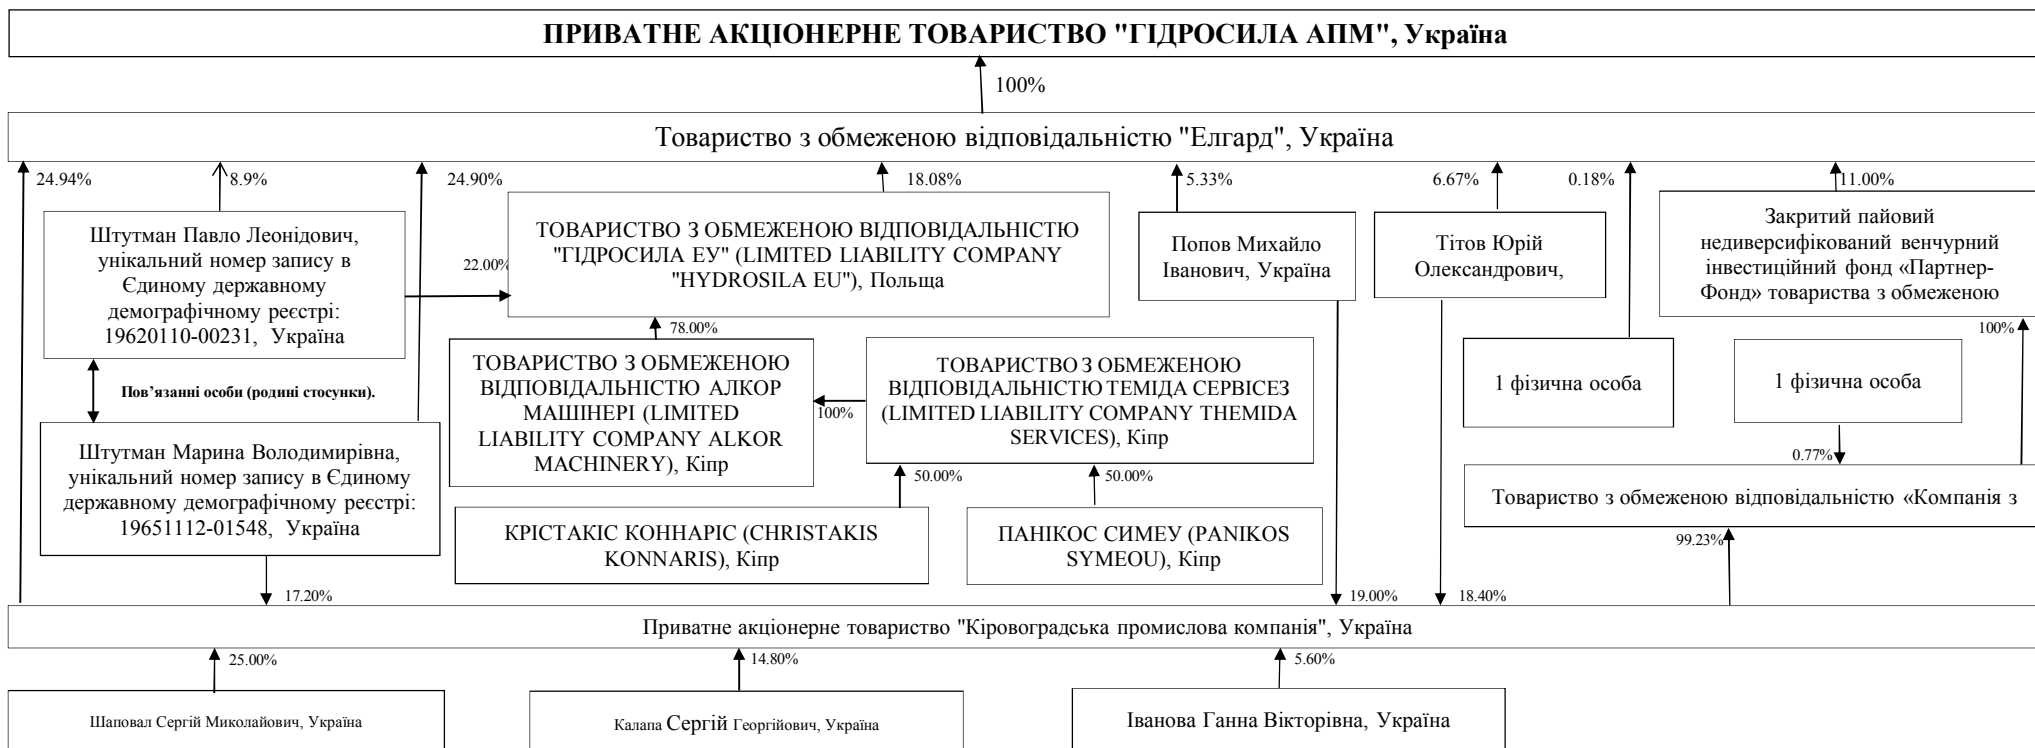 ПРИВАТНЕ АКЦІОНЕРНЕ ТОВАРИСТВО "ГІДРОСИЛА АПМ", Україна
100%
Товариство з обмеженою відповідальністю "Елгард", Україна
24.94%
8.9%
24.90%
18.08%
5.33%
6.67%
0.18%
11.00%
Штутман Павло Леонідович,
унікальний номер запису в
Єдиному державному
демографічному реєстрі:
19620110-00231, Україна
22.00%
ТОВАРИСТВО З ОБМЕЖЕНОЮ ВІДПОВІДАЛЬНІСТЮ
"ГІДРОСИЛА ЕУ" (LIMITED LIABILITY COMPANY
"HYDROSILA EU"), Польща
Попов Михайло
Іванович, Україна
Тітов Юрій
Олександрович,
Закритий пайовий
недиверсифікований венчурний
інвестиційний фонд «Партнер-
Фонд» товариства з обмеженою
100%
78.00%
Пов’язанні особи (родині стосунки).
ТОВАРИСТВО З ОБМЕЖЕНОЮ
ВІДПОВІДАЛЬНІСТЮ АЛКОР
МАШІНЕРІ (LIMITED
LIABILITY COMPANY ALKOR
MACHINERY), Кіпр
100%
ТОВАРИСТВО З ОБМЕЖЕНОЮ
ВІДПОВІДАЛЬНІСТЮ ТЕМІДА СЕРВІСЕЗ
(LIMITED LIABILITY COMPANY THEMIDA
SERVICES), Кіпр
1 фізична особа
1 фізична особа
0.77%
Штутман Марина Володимирівна,
унікальний номер запису в Єдиному
державному демографічному реєстрі:
19651112-01548, Україна
50.00%
50.00%
КРІСТАКІС КОННАРІС (CHRISTAKIS
KONNARIS), Кіпр
ПАНІКОС СИМЕУ (PANIKOS
SYMEOU), Кіпр
Товариство з обмеженою відповідальністю «Компанія з
99.23%
17.20%
19.00%
18.40%
Приватне акціонерне товариство "Кіровоградська промислова компанія", Україна
25.00%
14.80%
5.60%
Шаповал Сергій Миколайович, Україна
Калапа Сергій Георгійович, Україна
Іванова Ганна Вікторівна, Україна